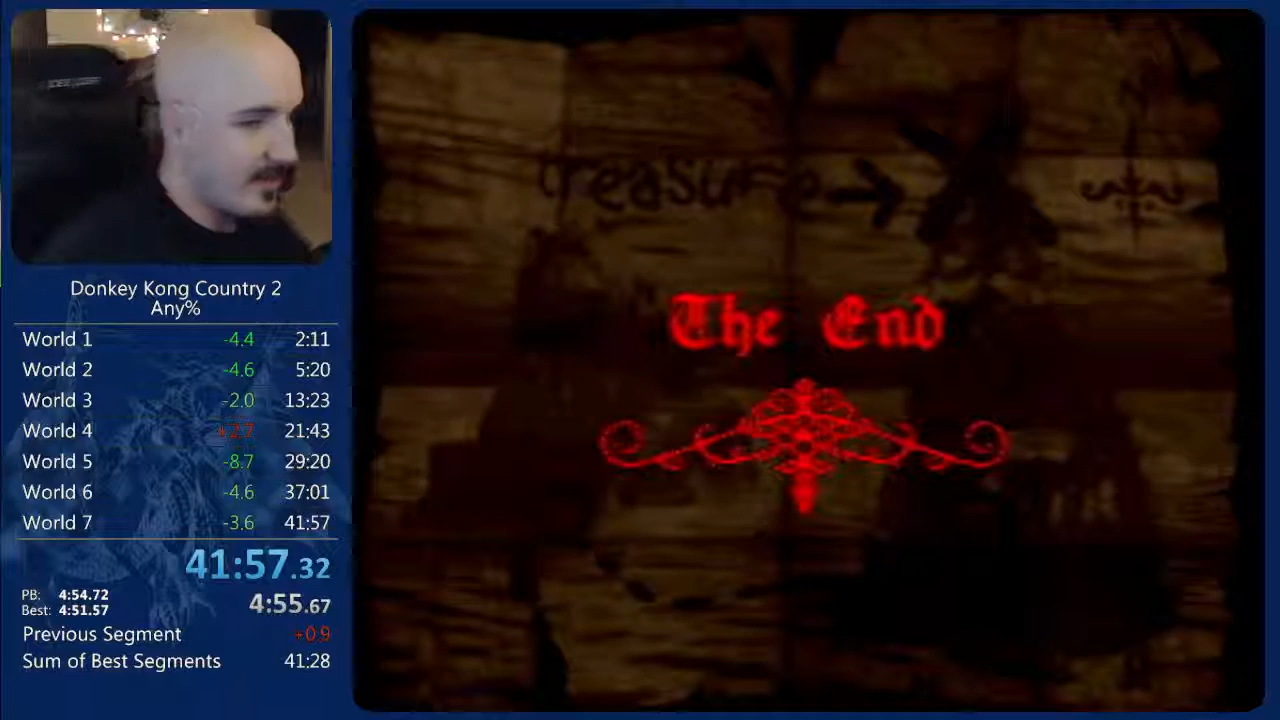 Donkey Kong Country 2
Any%
World 1 -4.4 2:11
World 2 -4.6 5:20
World 3 -2.0 13:23
World 4 +2.7 21:43
World 5 -8.7 29:20
World 6 -4.6 37:01
World 7 -3.6 41:57
41:57.32
PB: 4:54.72
Best: 4:51.57
4:55.67
Previous Segment +0.9
Sum of Best Segments 41:28
treasure
The End